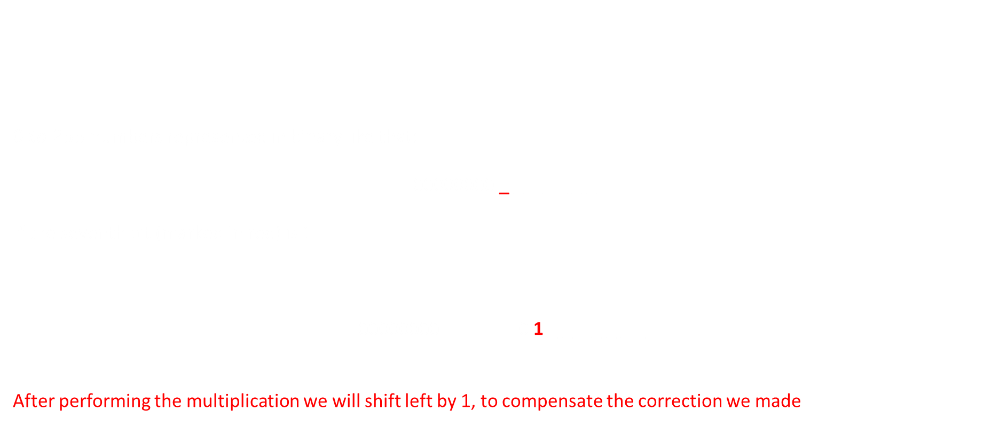 –
1
After performing the multiplication we will shift left by 1, to compensate the correction we made